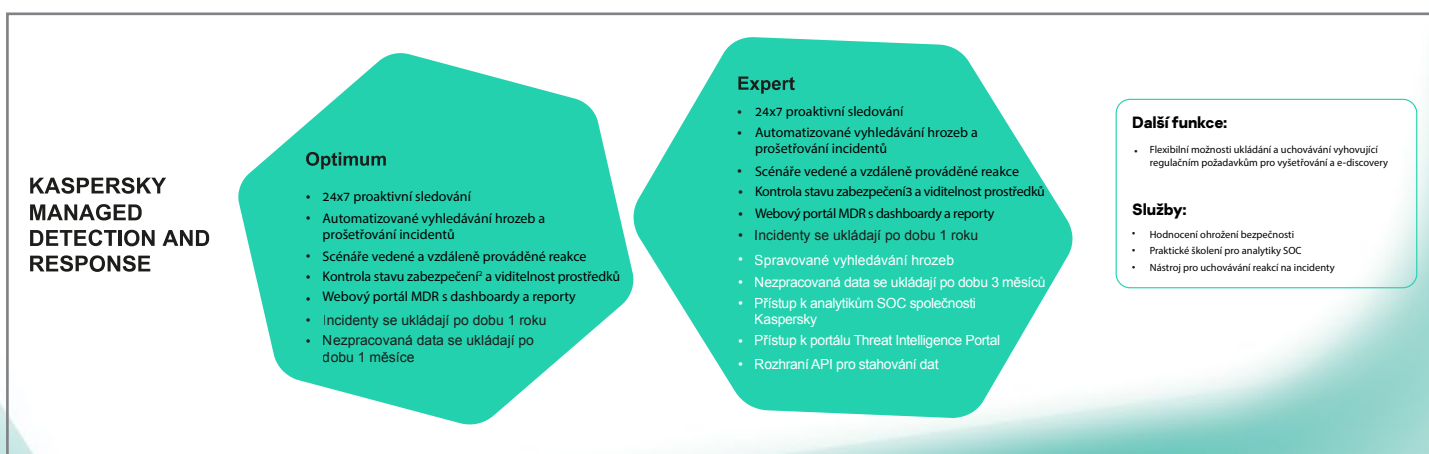 KASPERSKY
MANAGED
DETECTION AND
RESPONSE
Optimum
• 24x7 proaktivní sledování
• Automatizované vyhledávání hrozeb a
prošetřování incidentů
• Scénáře vedené a vzdáleně prováděné reakce
• Kontrola stavu zabezpečení² a viditelnost prostředků
• Webový portál MDR s dashboardy a reporty
• Incidenty se ukládají po dobu 1 roku
• Nezpracovaná data se ukládají po
dobu 1 měsíce
Expert
• 24x7 proaktivní sledování
• Automatizované vyhledávání hrozeb a
prošetřování incidentů
• Scénáře vedené a vzdáleně prováděné reakce
• Kontrola stavu zabezpečení3 a viditelnost prostředků
• Webový portál MDR s dashboardy a reporty
• Incidenty se ukládají po dobu 1 roku
• Spravované vyhledávání hrozeb
• Nezpracovaná data se ukládají po dobu 3 měsíců
• Přístup k analytikům SOC společnosti
Kaspersky
• Přístup k portálu Threat Intelligence Portal
• Rozhraní API pro stahování dat
Další funkce:
• Flexibilní možnosti ukládání a uchovávání vyhovující
regulačním požadavkům pro vyšetřování a e-discovery
Služby:
• Hodnocení ohrožení bezpečnosti
• Praktické školení pro analytiky SOC
• Nástroj pro uchovávání reakcí na incidenty